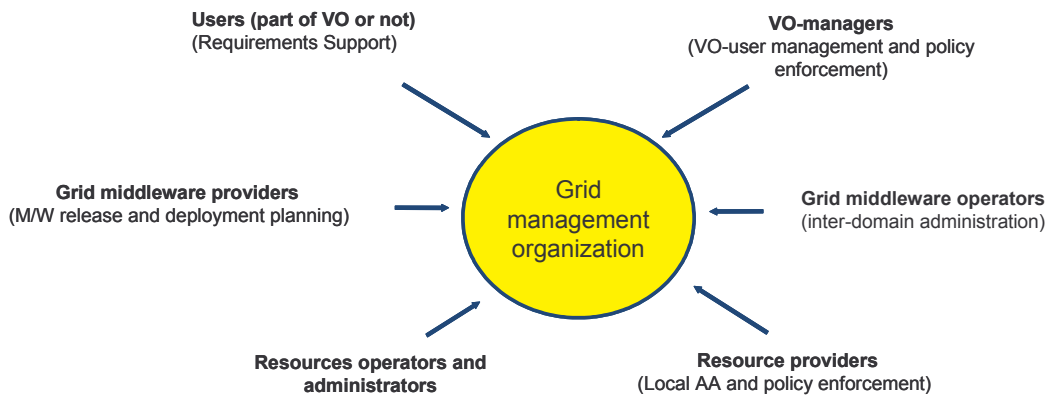 Users (part of VO or not)
(Requirements Support)
VO-managers
(VO-user management and policy
enforcement)
Grid middleware providers
(M/W release and deployment planning)
Grid
management
organization
Grid middleware operators
(inter-domain administration)
Resources operators and
administrators
Resource providers
(Local AA and policy enforcement)